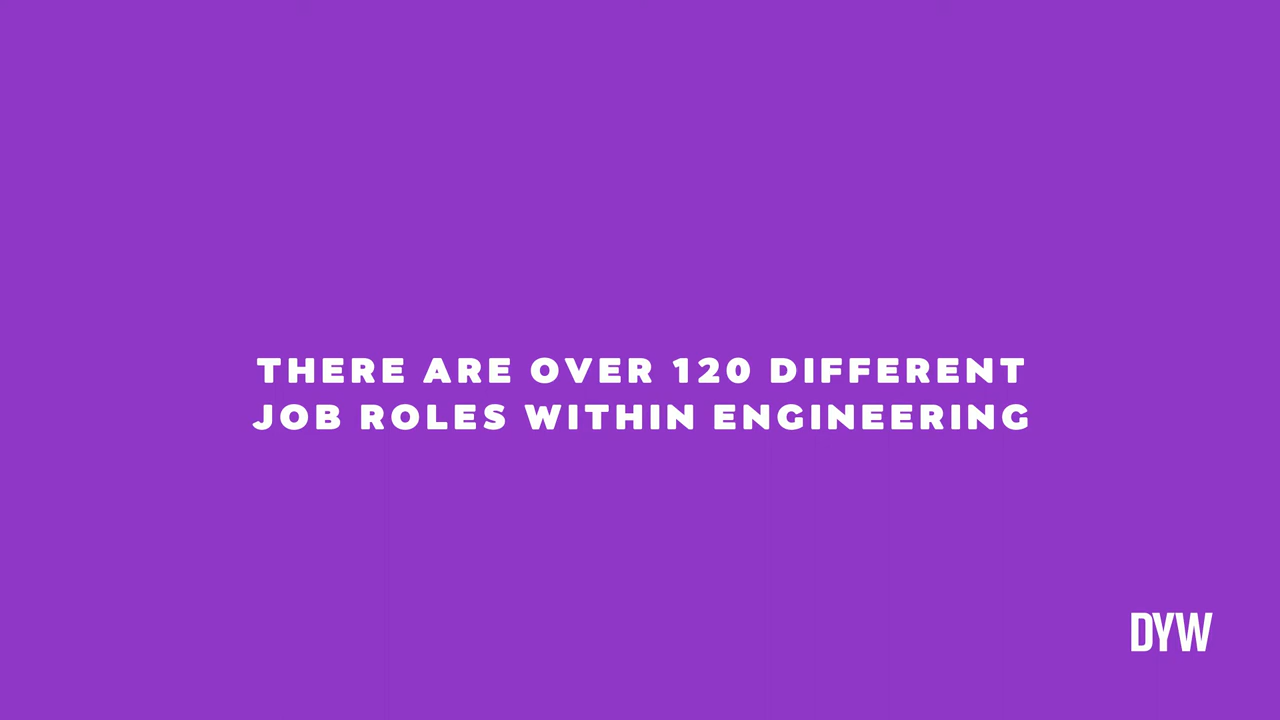 THERE ARE OVER 120 DIFFERENT
JOB ROLES WITHIN ENGINEERING
DYW